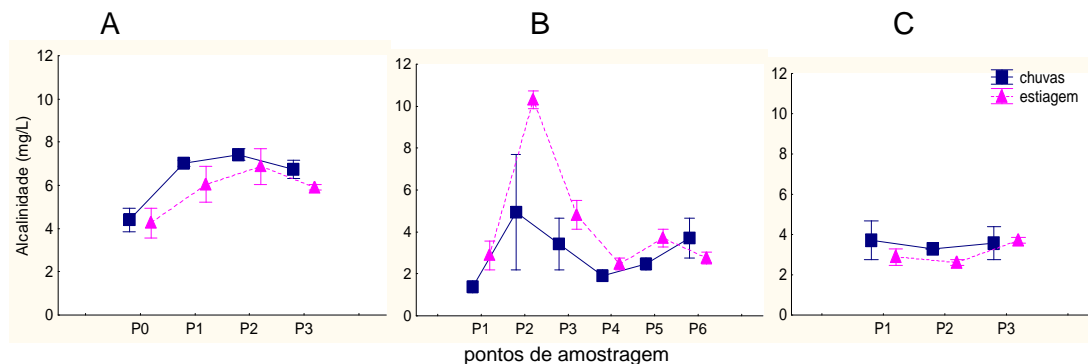 A
B
C
Alcalinidade (mg/L)
12
10
8
6
4
2
0
P0 P1 P2 P3
12
10
8
6
4
2
0
P1 P2 P3 P4 P5 P6
12
10
8
6
4
2
0
P1 P2 P3
chuvas
estiagem
pontos de amostragem